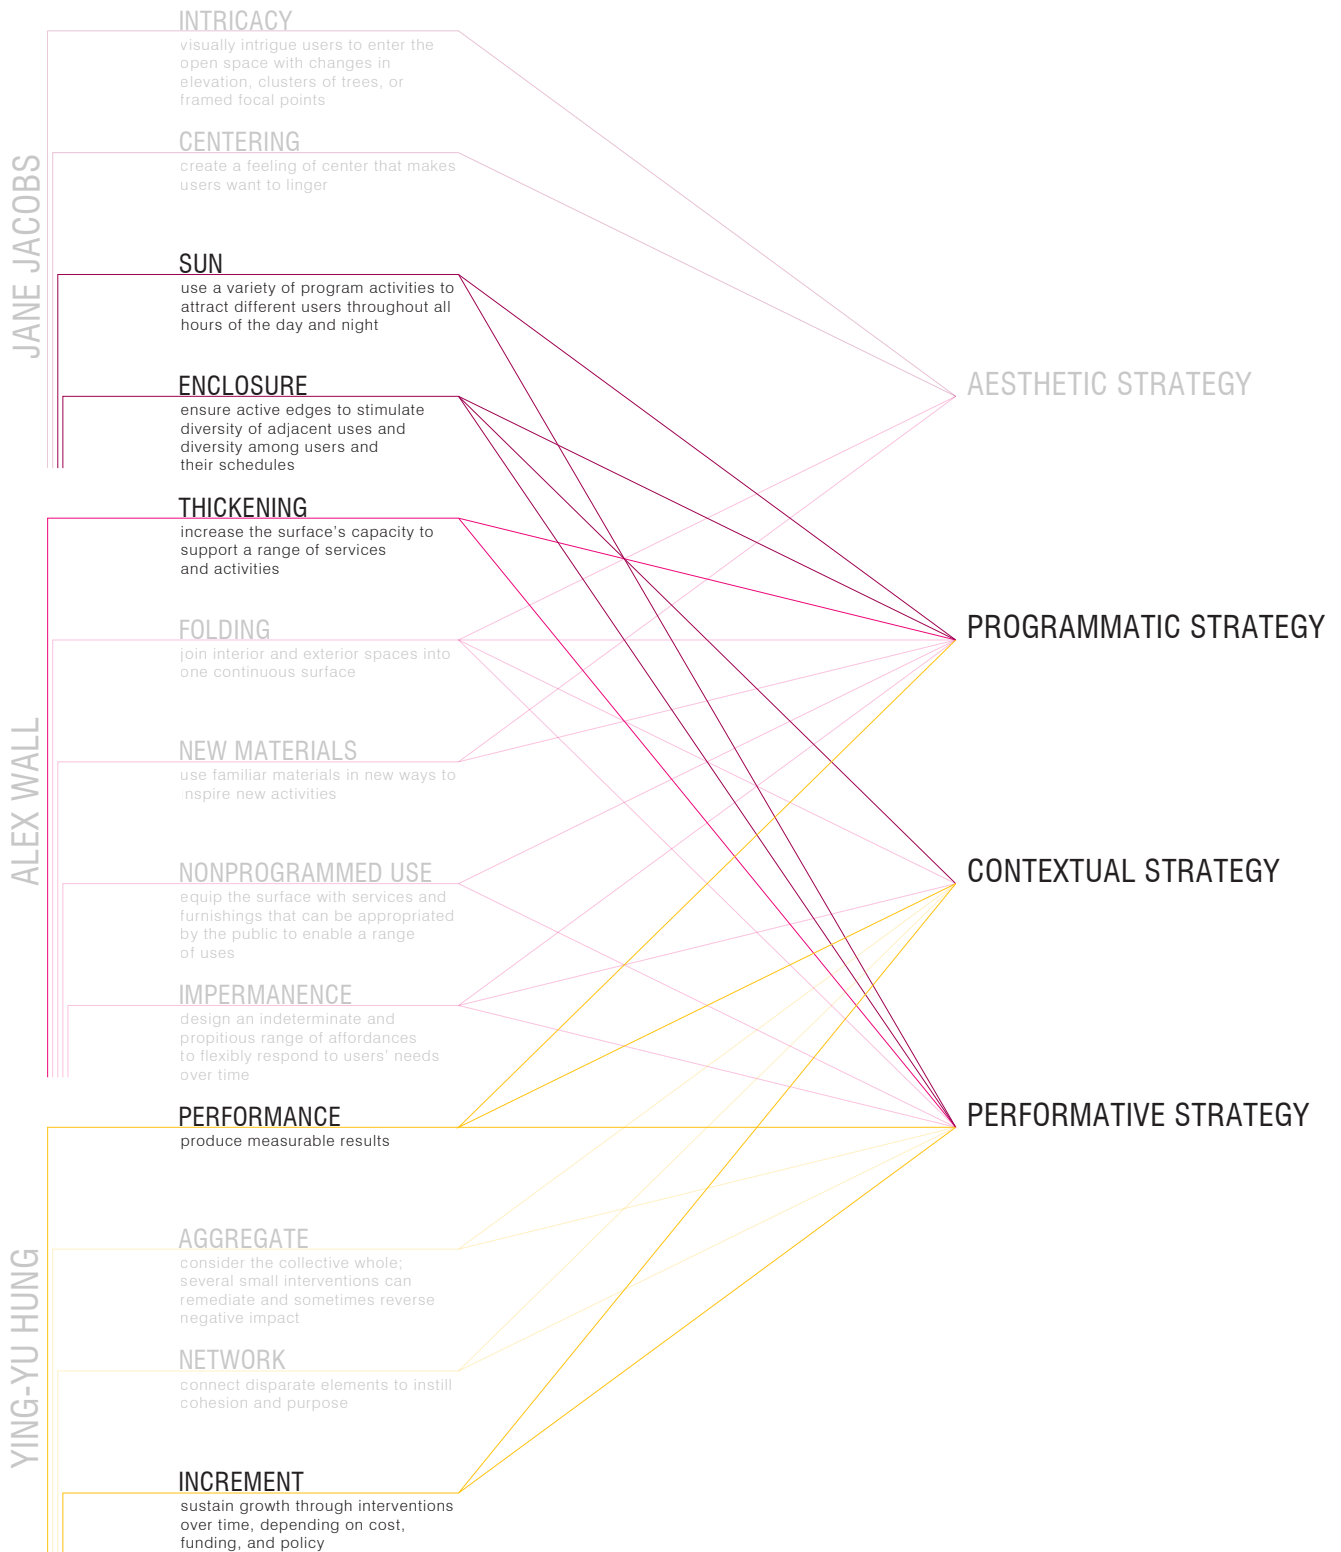 JANE JACOBS
INTRICACY
visually intrigue users to enter the
open space with changes in
elevation, clusters of trees, or
framed focal points
CENTERING
create a feeling of center that makes
users want to linger
SUN
use a variety of program activities to
attract different users throughout all
hours of the day and night
ENCLOSURE
ensure active edges to stimulate
diversity of adjacent uses and
diversity among users and
their schedules
ALEX WALL
THICKENING
increase the surface’s capacity to
support a range of services
and activities
FOLDING
join interior and exterior spaces into
one continuous surface
NEW MATERIALS
use familiar materials in new ways to
inspire new activities
NONPROGRAMMED USE
equip the surface with services and
furnishings that can be appropriated
by the public to enable a range
of uses
IMPERMANENCE
design an indeterminate and
propitious range of affordances
to flexibly respond to users’ needs
over time
YING-YU HUNG
PERFORMANCE
produce measurable results
AGGREGATE
consider the collective whole;
several small interventions can
remediate and sometimes reverse
negative impact
NETWORK
connect disparate elements to instill
cohesion and purpose
INCREMENT
sustain growth through interventions
over time, depending on cost,
funding, and policy
AESTHETIC STRATEGY
PROGRAMMATIC STRATEGY
CONTEXTUAL STRATEGY
PERFORMATIVE STRATEGY